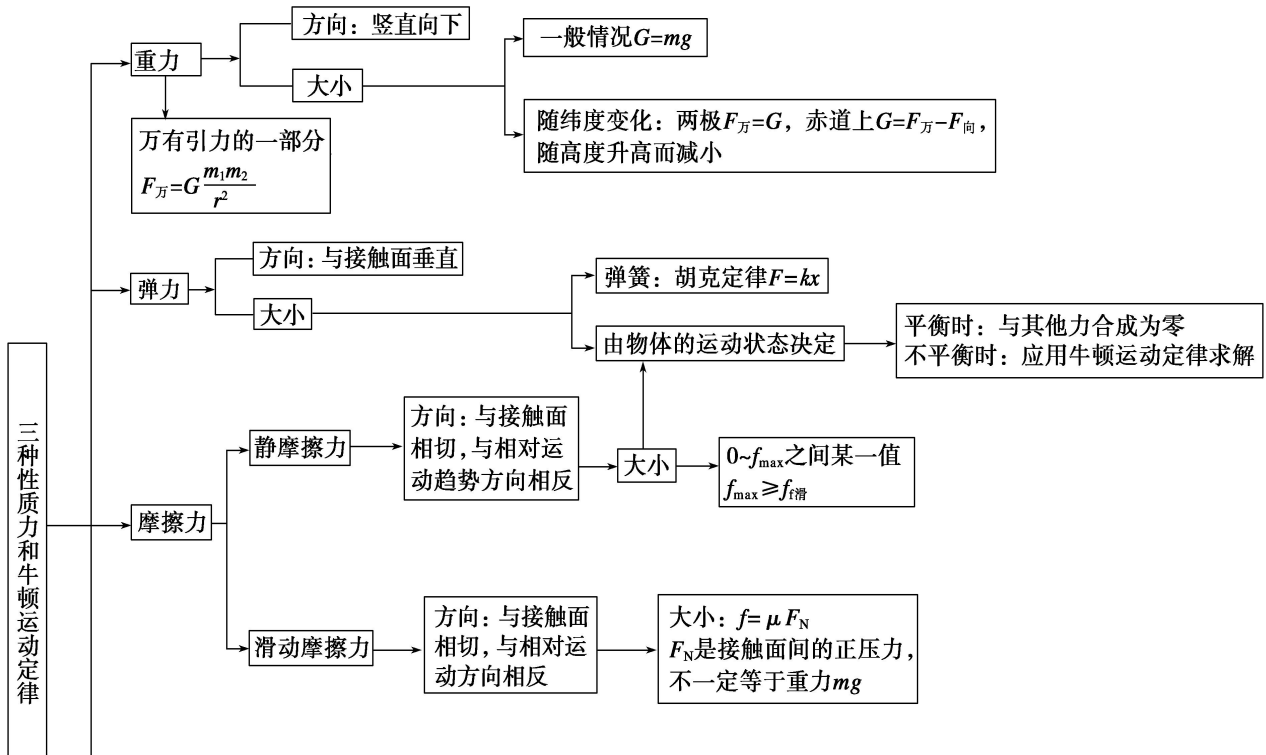 三种性质力和牛顿运动定律
重力
方向：竖直向下
大小
一般情况G=mg
随纬度变化：两极F万=G，赤道上G=F万-F向，
随高度升高而减小
万有引力的一部分
F万=G m₁m₂/r²
弹力
方向：与接触面垂直
大小
弹簧：胡克定律F=kx
由物体的运动状态决定
平衡时：与其他力合成为零
不平衡时：应用牛顿运动定律求解
摩擦力
静摩擦力
方向：与接触面
相切，与相对运
动趋势方向相反
大小
0~fmax之间某一值
fmax≥ff滑
滑动摩擦力
方向：与接触面
相切，与相对运
动方向相反
大小：f=μFN
FN是接触面间的正压力，
不一定等于重力mg